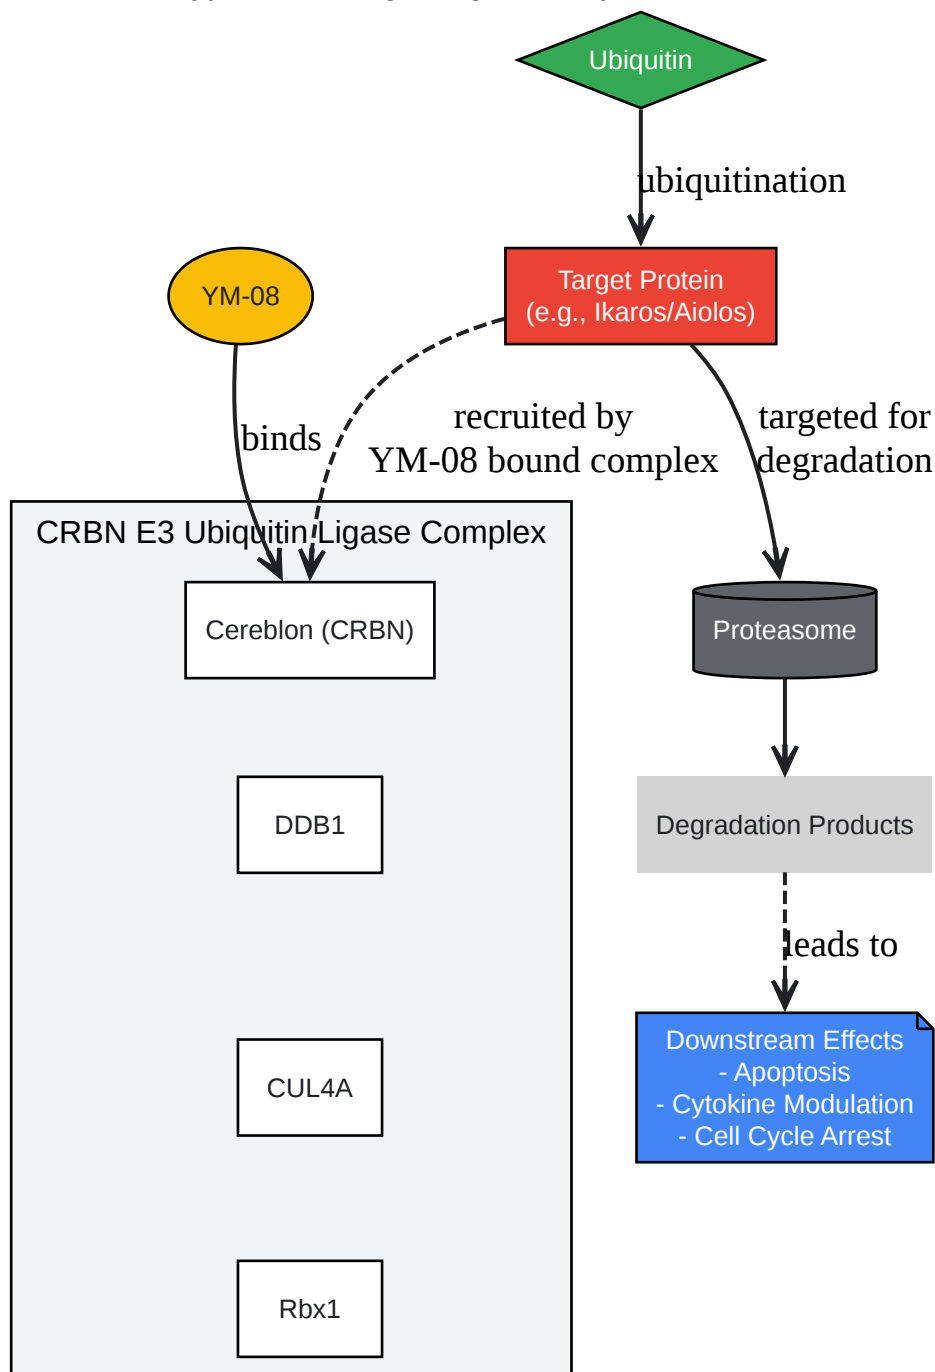 Ubiquitin
ubiquitination
YM-08
Target Protein
(e.g., Ikaros/Aiolos)
binds
recruited by
YM-08 bound complex
targeted for
degradation
CRBN E3 Ubiquitin Ligase Complex
Cereblon (CRBN)
Proteasome
DDB1
Degradation Products
leads to
Downstream Effects
- Apoptosis
- Cytokine Modulation
- Cell Cycle Arrest
CUL4A
Rbx1